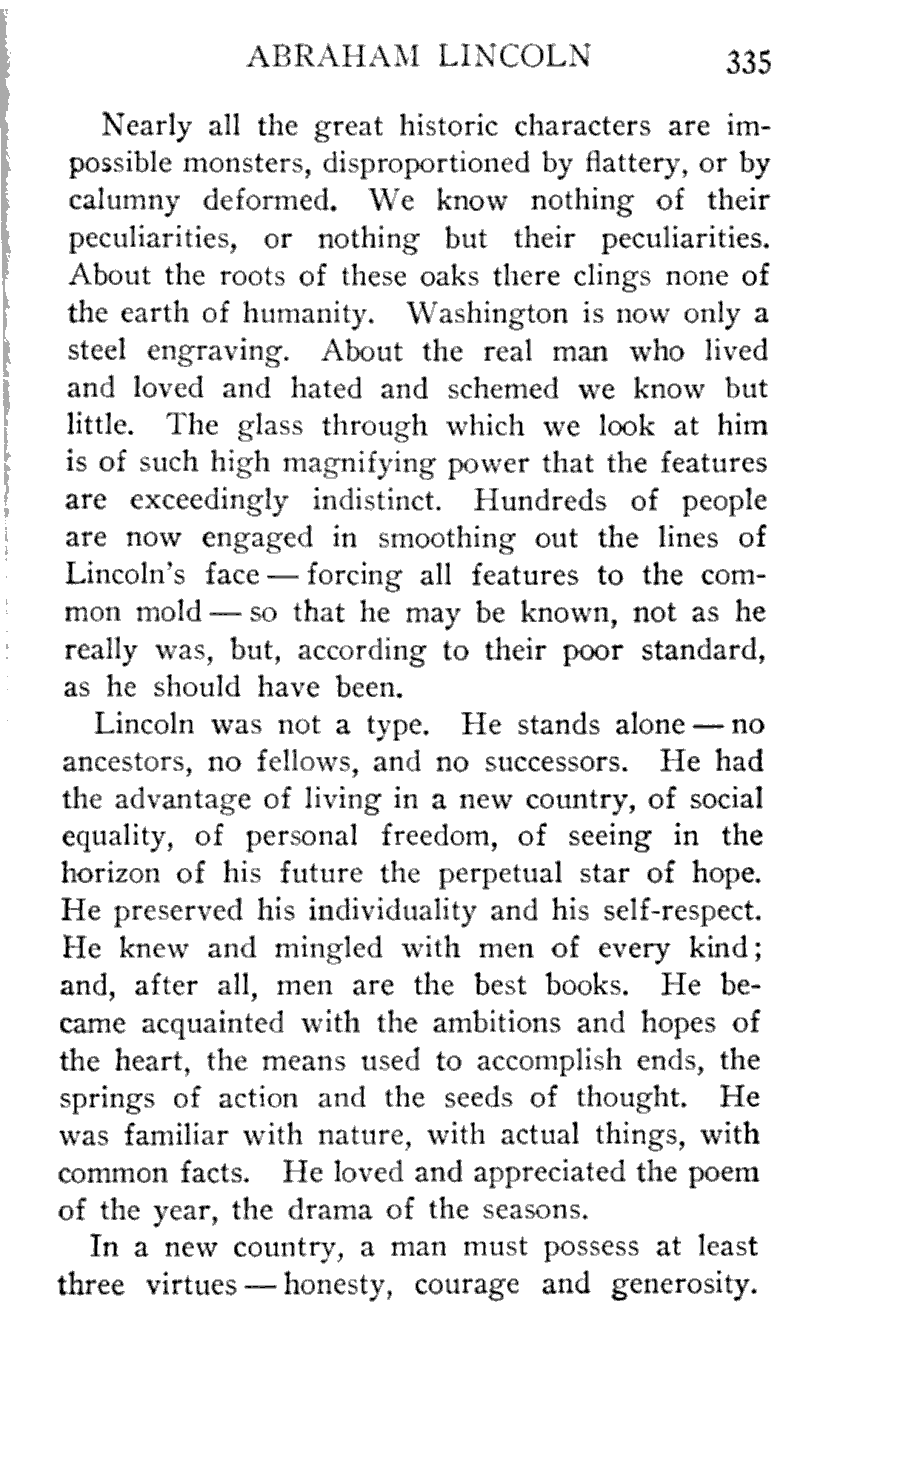 ABRAHAM LINCOLN 335
Nearly all the great historic characters are im-
possible monsters, disproportioned by flattery, or by
calumny deformed. We know nothing of their
peculiarities, or nothing but their peculiarities.
About the roots of these oaks there clings none of
the earth of humanity. Washington is now only a
steel engraving. About the real man who lived
and loved and hated and schemed we know but
little. The glass through which we look at him
is of such high magnifying power that the features
are exceedingly indistinct. Hundreds of people
are now engaged in smoothing out the lines of
Lincoln's face — forcing all features to the com-
mon mold — so that he may be known, not as he
really was, but, according to their poor standard,
as he should have been.
Lincoln was not a type. He stands alone — no
ancestors, no fellows, and no successors. He had
the advantage of living in a new country, of social
equality, of personal freedom, of seeing in the
horizon of his future the perpetual star of hope.
He preserved his individuality and his self-respect.
He knew and mingled with men of every kind;
and, after all, men are the best books. He be-
came acquainted with the ambitions and hopes of
the heart, the means used to accomplish ends, the
springs of action and the seeds of thought. He
was familiar with nature, with actual things, with
common facts. He loved and appreciated the poem
of the year, the drama of the seasons.
In a new country, a man must possess at least
three virtues — honesty, courage and generosity.